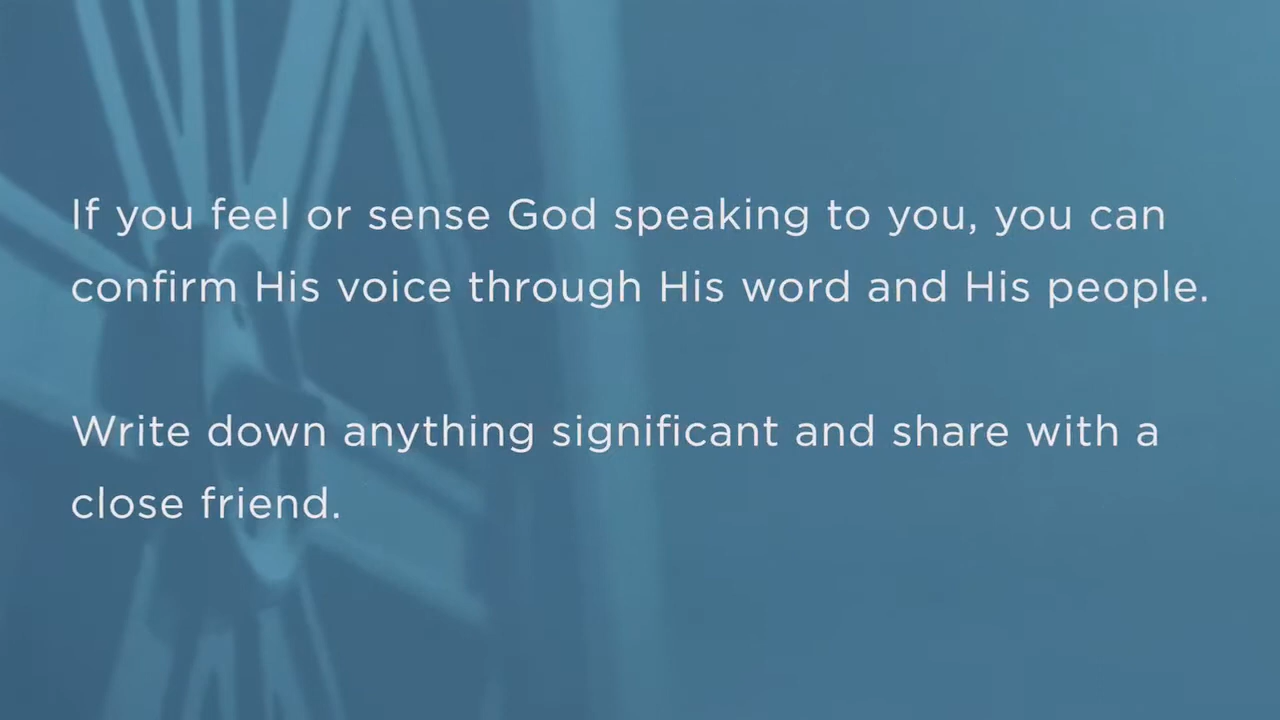 If you feel or sense God speaking to you, you can
confirm His voice through His word and His people.
Write down anything significant and share with a
close friend.